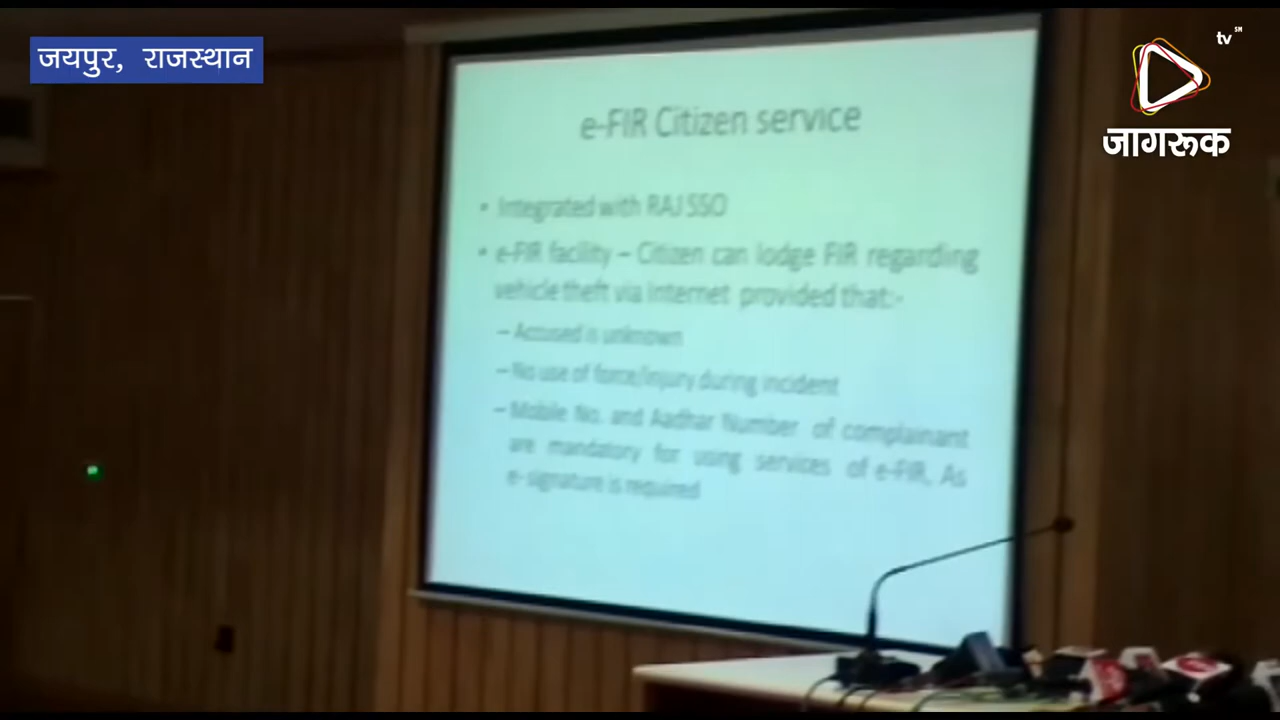 जयपुर, राजस्थान
tv SM
जागरूक
e-FIR Citizen service
• Integrated with RAJ SSO
• e-FIR facility – Citizen can lodge FIR regarding
vehicle theft via Internet provided that:-
– Accused is unknown
– No use of force/injury during incident
– Mobile No. and Aadhar Number of complainant
are mandatory for using services of e-FIR, As
e- signature is required